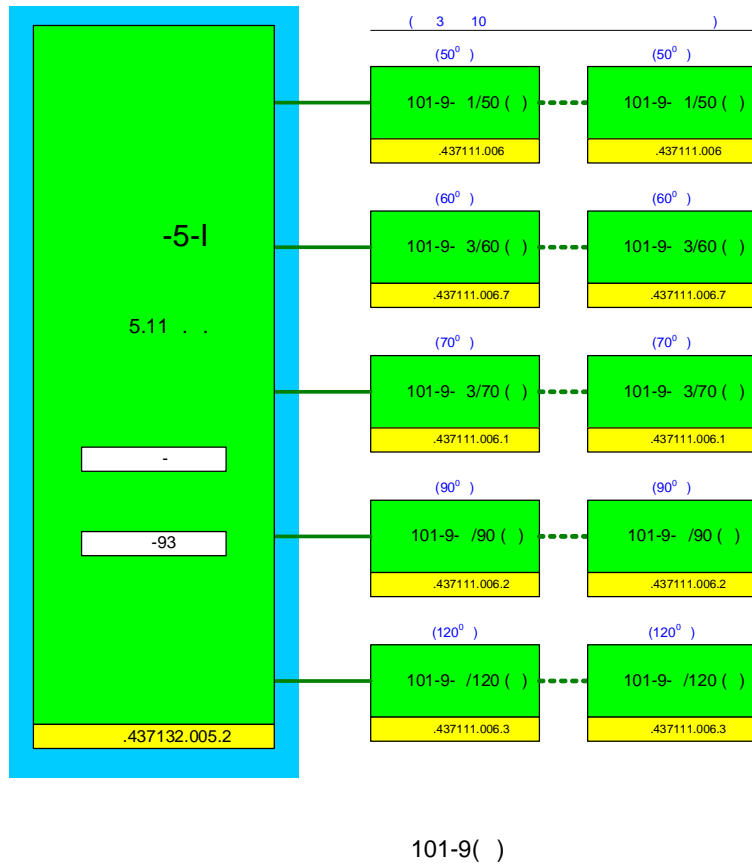 ( 3 10 )
(50⁰ ) (50⁰ )
101-9- 1/50 ( ) 101-9- 1/50 ( )
.437111.006 .437111.006
(60⁰ ) (60⁰ )
-5-I
101-9- 3/60 ( ) 101-9- 3/60 ( )
.437111.006.7 .437111.006.7
5.11 . .
(70⁰ ) (70⁰ )
101-9- 3/70 ( ) 101-9- 3/70 ( )
.437111.006.1 .437111.006.1
-
(90⁰ ) (90⁰ )
-93
101-9- /90 ( ) 101-9- /90 ( )
.437111.006.2 .437111.006.2
(120⁰ ) (120⁰ )
101-9- /120 ( ) 101-9- /120 ( )
.437111.006.3 .437111.006.3
.437132.005.2
101-9( )